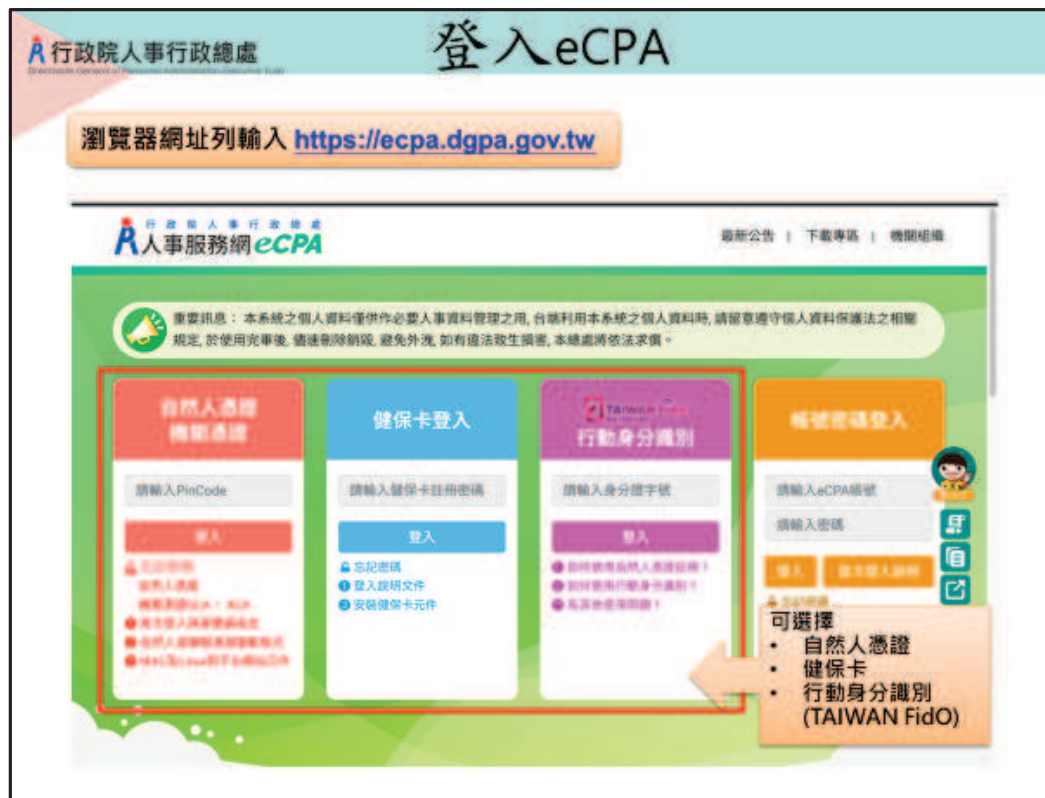 行政院人事行政總處
登入eCPA
瀏覽器網址列輸入 https://ecpa.dgpa.gov.tw
行政院人事行政總處
人事服務網eCPA
最新公告 | 下載專區 | 機關組織
重要訊息： 本系統之個人資料僅供作必要人事資料管理之用, 台端利用本系統之個人資料時, 請留意遵守個人資料保護法之相關
規定, 於使用完畢後, 儘速刪除銷毀, 避免外洩, 如有違法致生損害, 本總處將依法求償。
自然人憑證
機關憑證
請輸入PinCode
登入
自然人憑證
健保卡登入
請輸入健保卡註冊密碼
登入
忘記密碼
登入說明文件
安裝健保卡元件
TAIWAN FidO
行動身分識別
請輸入身分證字號
登入
帳號密碼登入
請輸入eCPA帳號
請輸入密碼
登入
忘記密碼
可選擇
• 自然人憑證
• 健保卡
• 行動身分識別
(TAIWAN FidO)